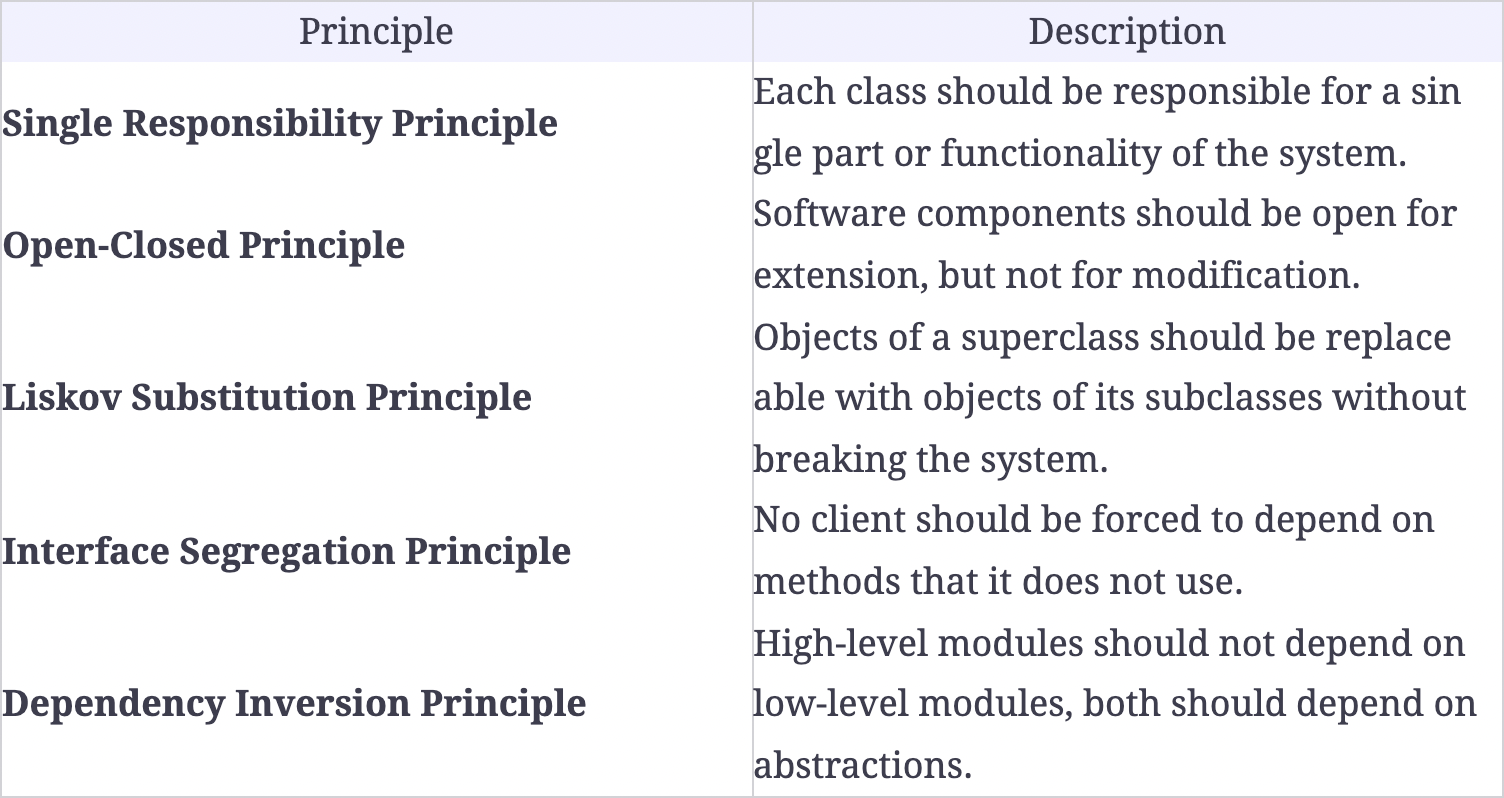 Principle
Description
Single Responsibility Principle
Each class should be responsible for a sin
gle part or functionality of the system.
Open-Closed Principle
Software components should be open for
extension, but not for modification.
Liskov Substitution Principle
Objects of a superclass should be replace
able with objects of its subclasses without
breaking the system.
Interface Segregation Principle
No client should be forced to depend on
methods that it does not use.
Dependency Inversion Principle
High-level modules should not depend on
low-level modules, both should depend on
abstractions.